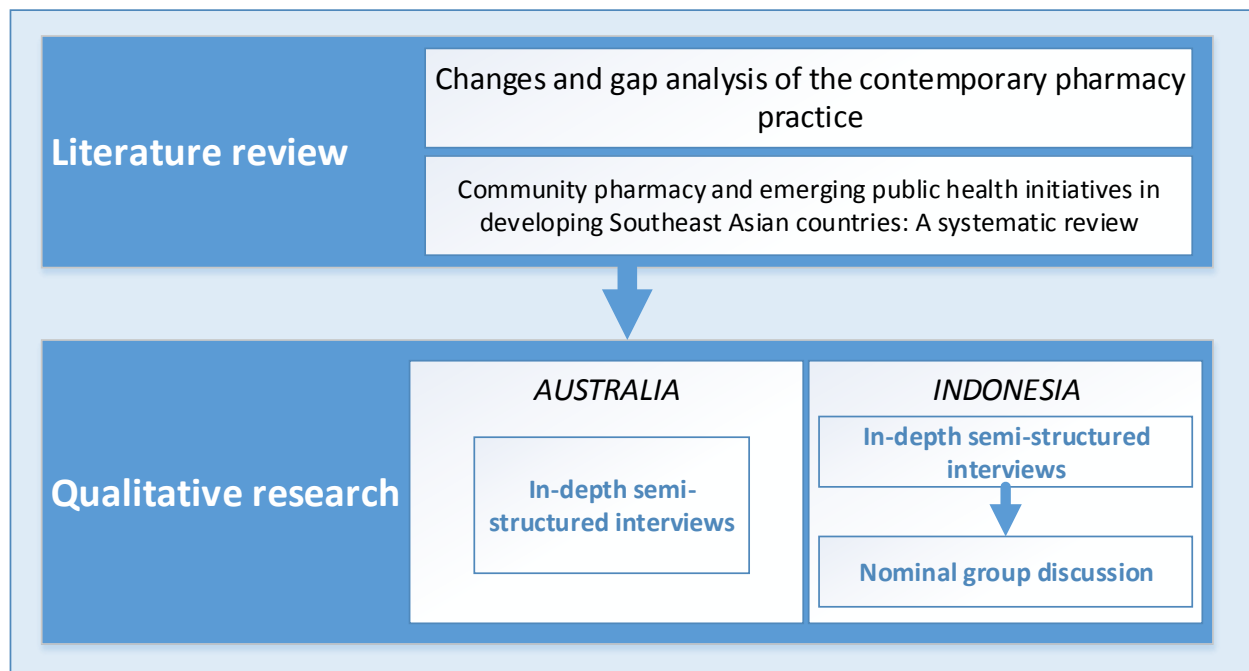 Literature review
Changes and gap analysis of the contemporary pharmacy
practice
Community pharmacy and emerging public health initiatives in
developing Southeast Asian countries: A systematic review
Qualitative research
AUSTRALIA
In-depth semi-
structured interviews
INDONESIA
In-depth semi-structured
interviews
Nominal group discussion